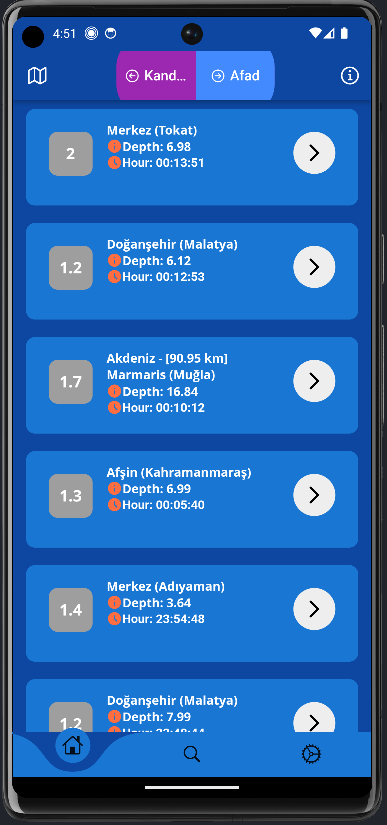 4:51
Kand... Afad
2
Merkez (Tokat)
Depth: 6.98
Hour: 00:13:51
1.2
Doğanşehir (Malatya)
Depth: 6.12
Hour: 00:12:53
1.7
Akdeniz - [90.95 km]
Marmaris (Muğla)
Depth: 16.84
Hour: 00:10:12
1.3
Afşin (Kahramanmaraş)
Depth: 6.99
Hour: 00:05:40
1.4
Merkez (Adıyaman)
Depth: 3.64
Hour: 23:54:48
1.2
Doğanşehir (Malatya)
Depth: 7.99